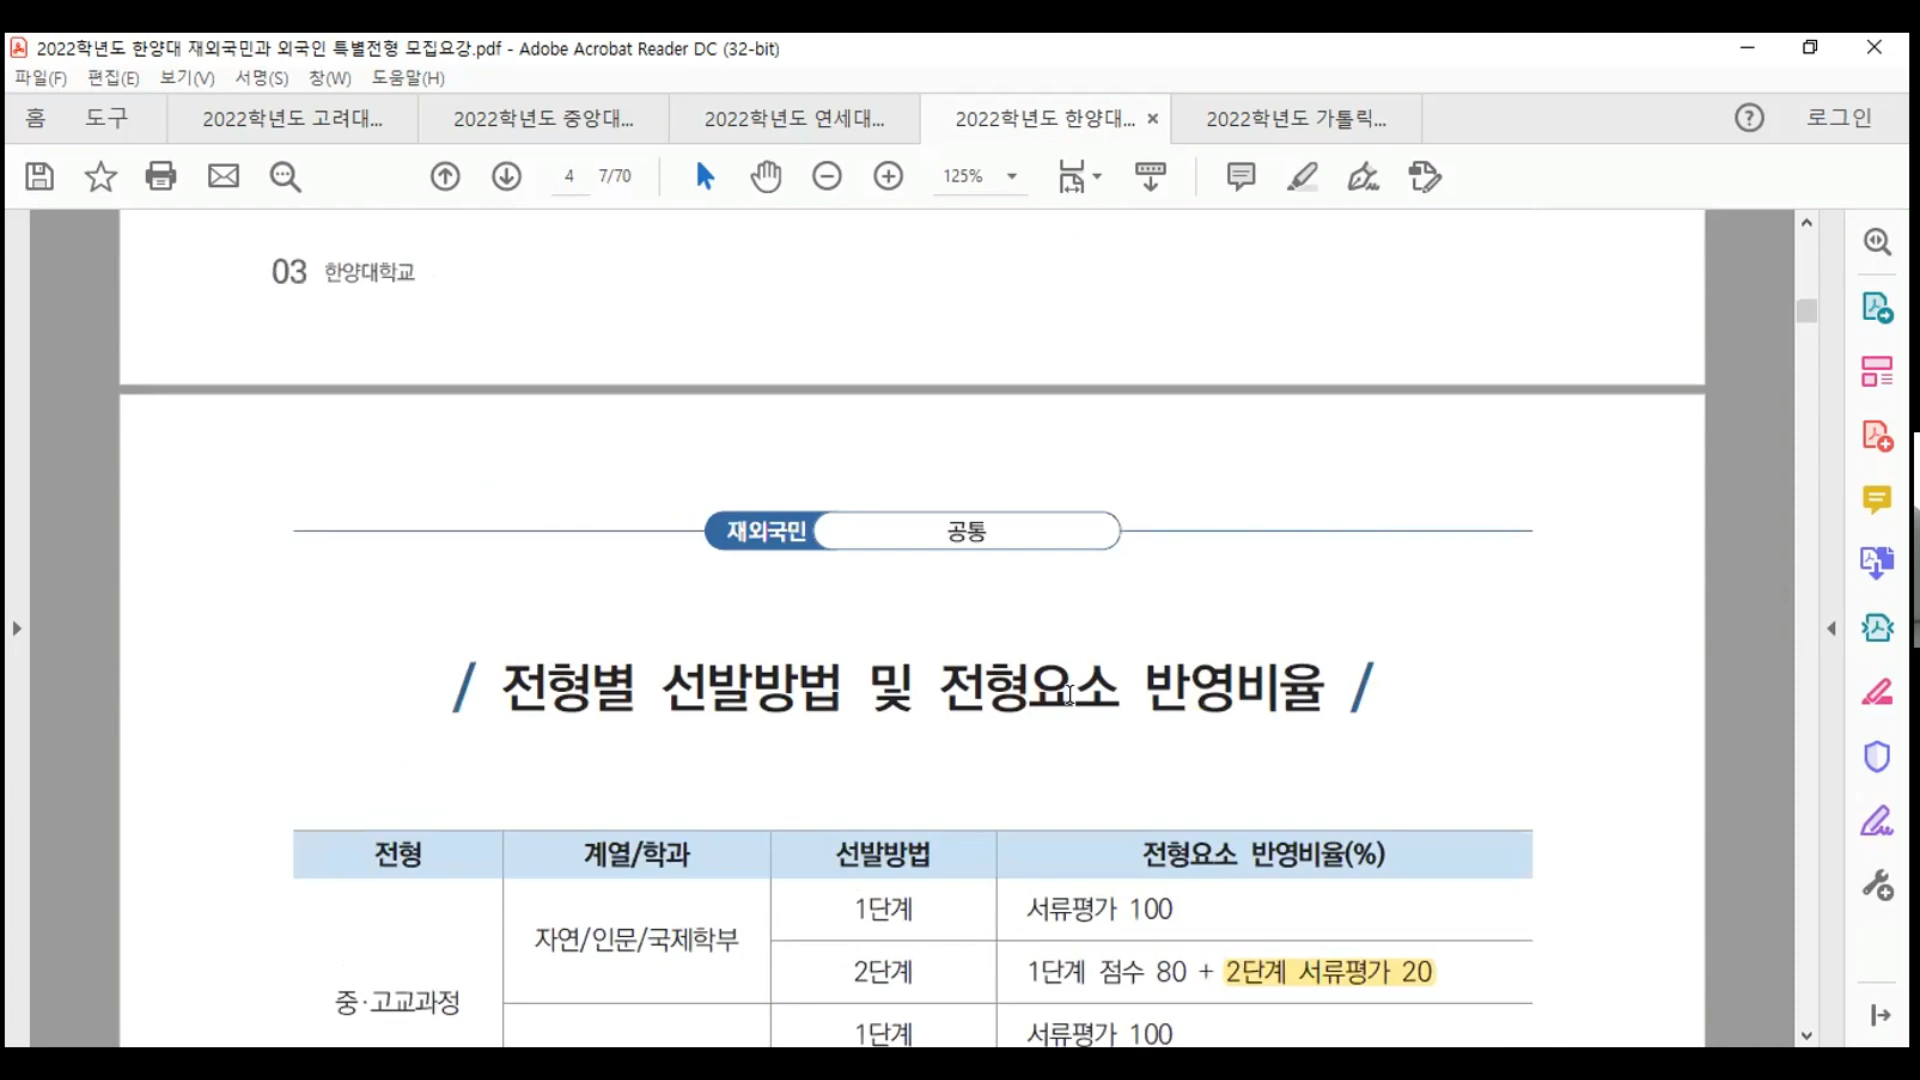 2022학년도 한양대 재외국민과 외국인 특별전형 모집요강.pdf - Adobe Acrobat Reader DC (32-bit)
파일(F) 편집(E) 보기(V) 서명(S) 창(W) 도움말(H)
홈 도구 2022학년도 고려대... 2022학년도 중앙대... 2022학년도 연세대... 2022학년도 한양대... × 2022학년도 가톨릭... ? 로그인
4 7/70 125%
03 한양대학교
재외국민 공통
/ 전형별 선발방법 및 전형요소 반영비율 /
전형 계열/학과 선발방법 전형요소 반영비율(%)
1단계 서류평가 100
자연/인문/국제학부
2단계 1단계 점수 80 + 2단계 서류평가 20
중·고교과정
1단계 서류평가 100